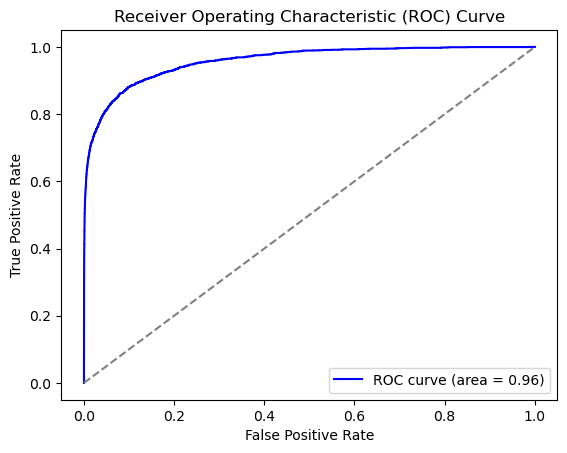 Receiver Operating Characteristic (ROC) Curve
1.0
0.8
0.6
0.4
0.2
0.0
True Positive Rate
ROC curve (area = 0.96)
0.0 0.2 0.4 0.6 0.8 1.0
False Positive Rate